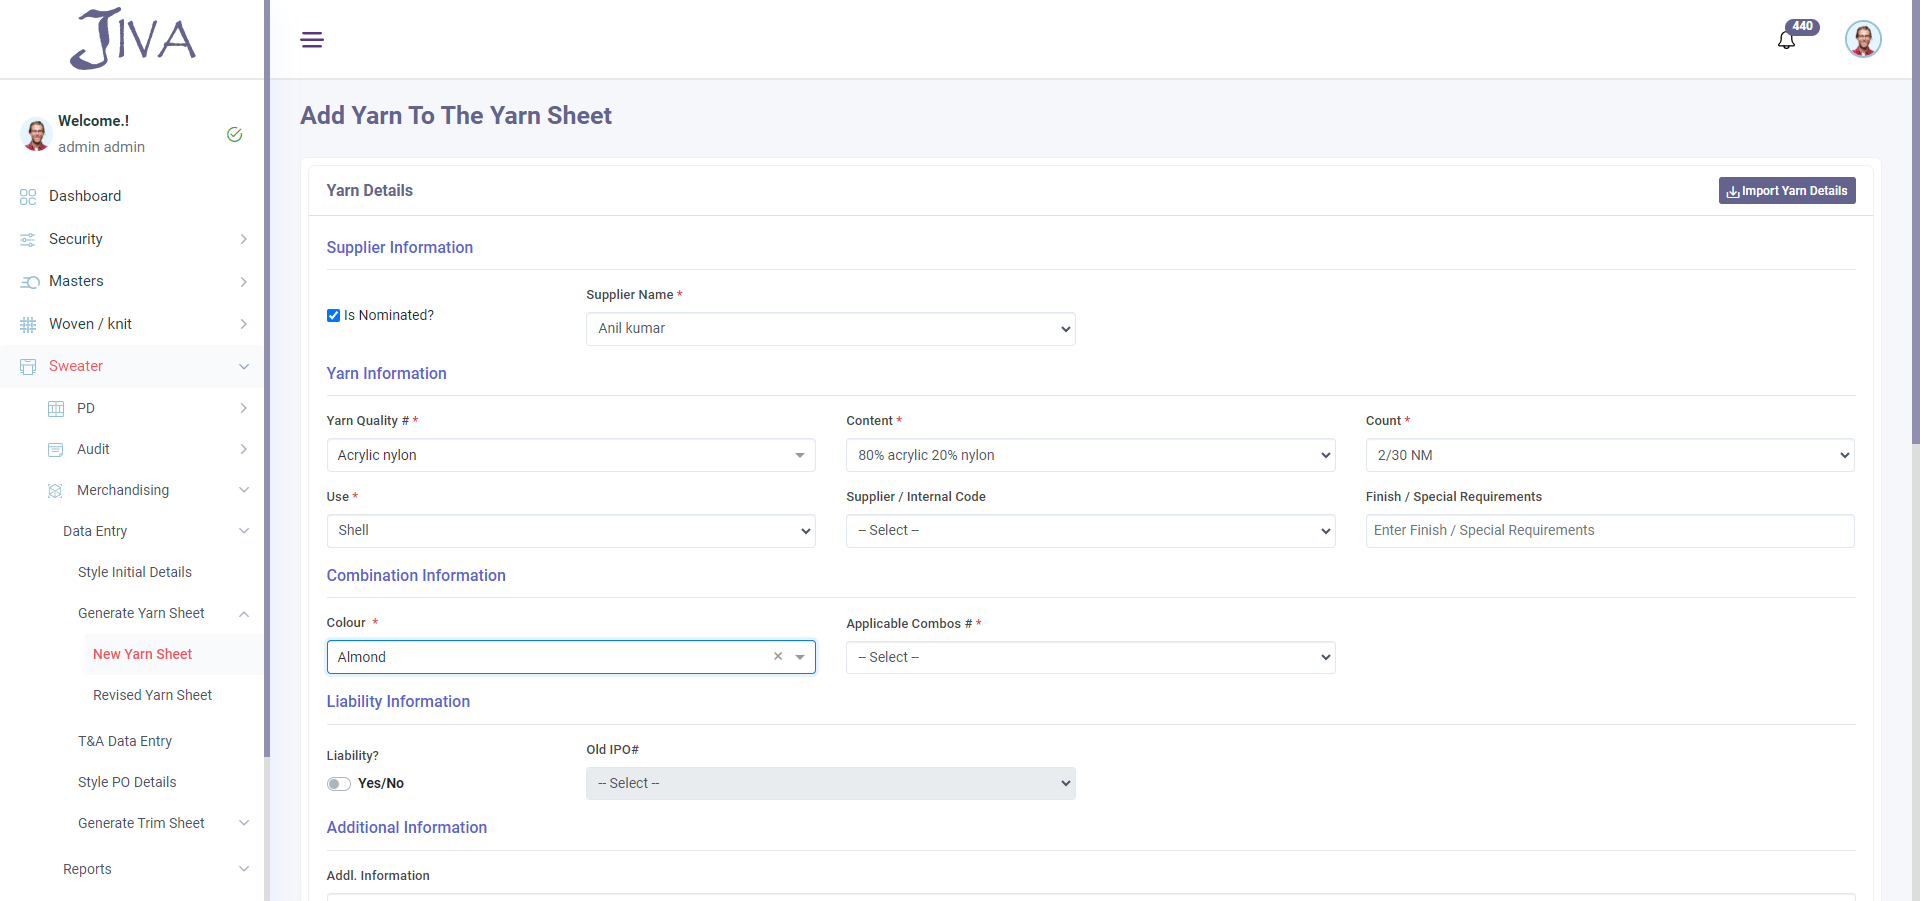 JIVA
440
Welcome.!
admin admin
Dashboard
Security
Masters
Woven / knit
Sweater
PD
Audit
Merchandising
Data Entry
Style Initial Details
Generate Yarn Sheet
New Yarn Sheet
Revised Yarn Sheet
T&A Data Entry
Style PO Details
Generate Trim Sheet
Reports
Add Yarn To The Yarn Sheet
Yarn Details
Import Yarn Details
Supplier Information
Is Nominated?
Supplier Name *
Anil kumar
Yarn Information
Yarn Quality # *
Content *
Count *
Acrylic nylon
80% acrylic 20% nylon
2/30 NM
Use *
Supplier / Internal Code
Finish / Special Requirements
Shell
-- Select --
Enter Finish / Special Requirements
Combination Information
Colour *
Applicable Combos # *
Almond
-- Select --
Liability Information
Liability?
Old IPO#
Yes/No
-- Select --
Additional Information
Addl. Information